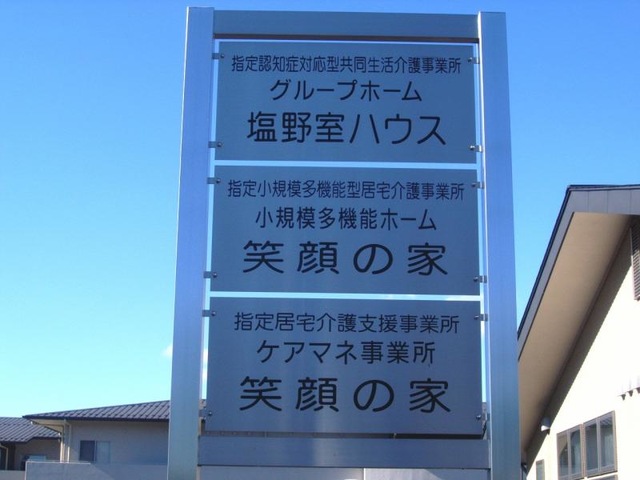 指定認知症対応型共同生活介護事業所
グループホーム
塩野室ハウス
指定小規模多機能型居宅介護事業所
小規模多機能ホーム
笑顔の家
指定居宅介護支援事業所
ケアマネ事業所
笑顔の家